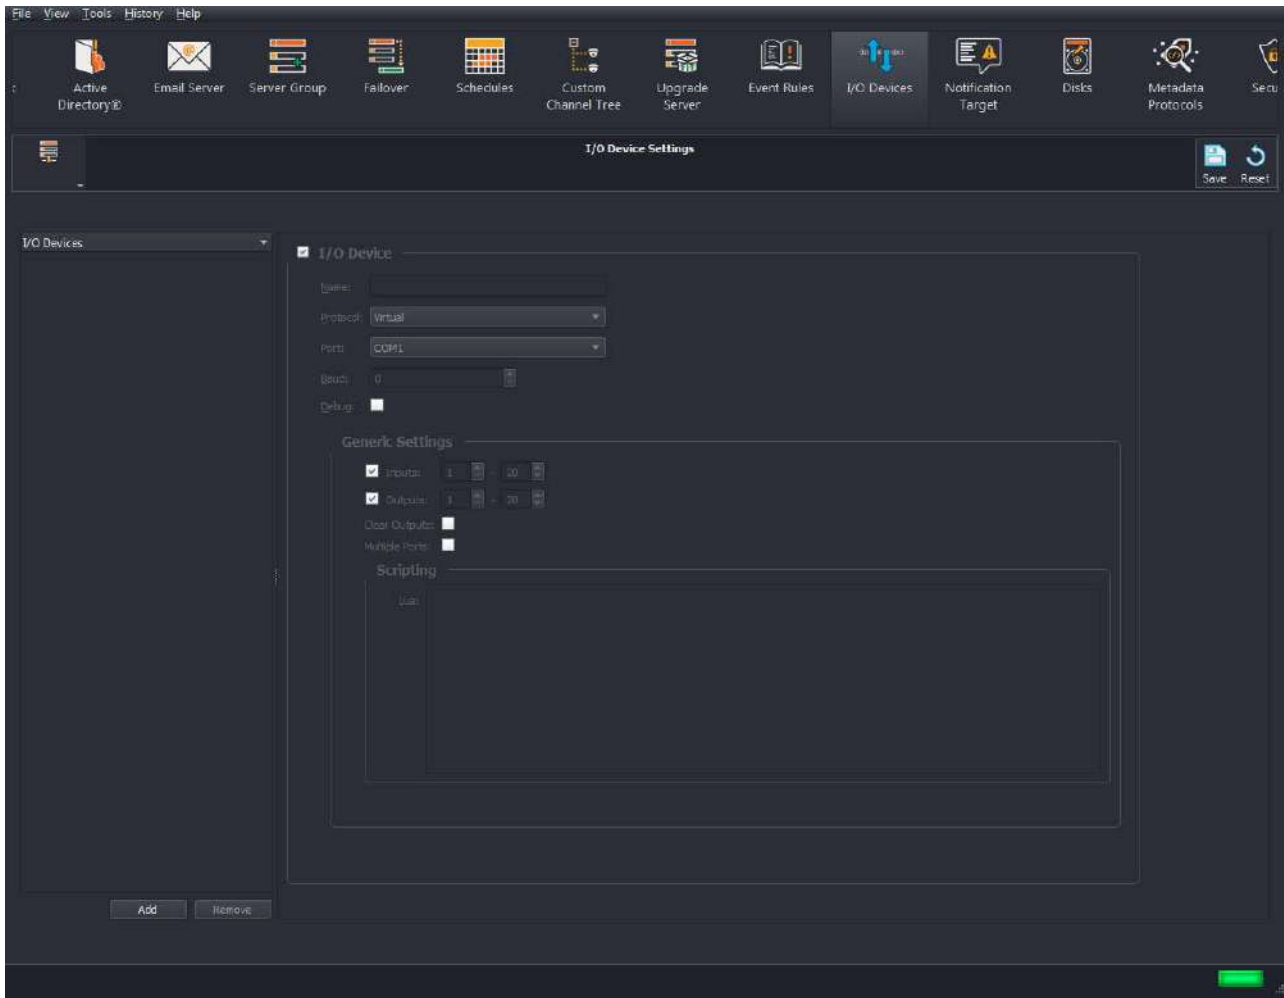 File View Tools History Help
Active Directory® Email Server Server Group Failover Schedules Custom Channel Tree Upgrade Server Event Rules I/O Devices Notification Target Disks Metadata Protocols Secu
I/O Device Settings
Save Reset
I/O Devices
I/O Device
Name:
Protocol: Virtual
Port: COM1
Baud: 0
Debug:
Generic Settings
Inputs: 1 - 20
Outputs: 1 - 20
Clear Outputs:
Multiple Ports:
Scripting
Add Remove